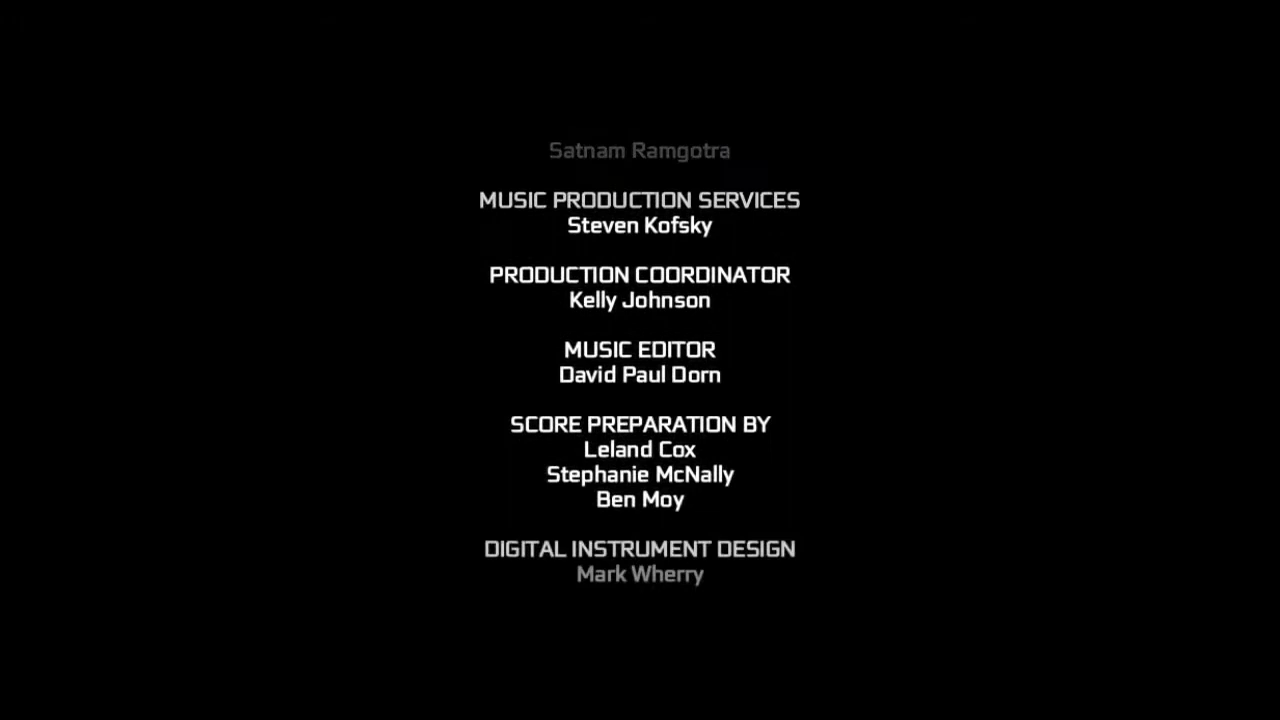 Satnam Ramgotra
MUSIC PRODUCTION SERVICES
Steven Kofsky
PRODUCTION COORDINATOR
Kelly Johnson
MUSIC EDITOR
David Paul Dorn
SCORE PREPARATION BY
Leland Cox
Stephanie McNally
Ben Moy
DIGITAL INSTRUMENT DESIGN
Mark Wherry